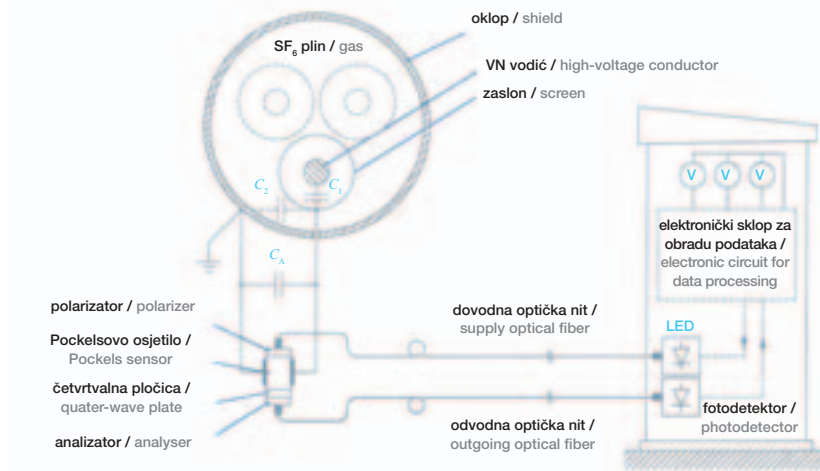 oklop / shield
SF6 plin / gas
VN vodić / high-voltage conductor
zaslon / screen
C2
C1
V V V
elektronički sklop za
obradu podataka /
electronic circuit for
data processing
CA
polarizator / polarizer
Pockelsovo osjetilo /
Pockels sensor
četvrtvalna pločica /
quater-wave plate
analizator / analyser
dovodna optička nit /
supply optical fiber
LED
odvodna optička nit /
outgoing optical fiber
fotodetektor /
photodetector